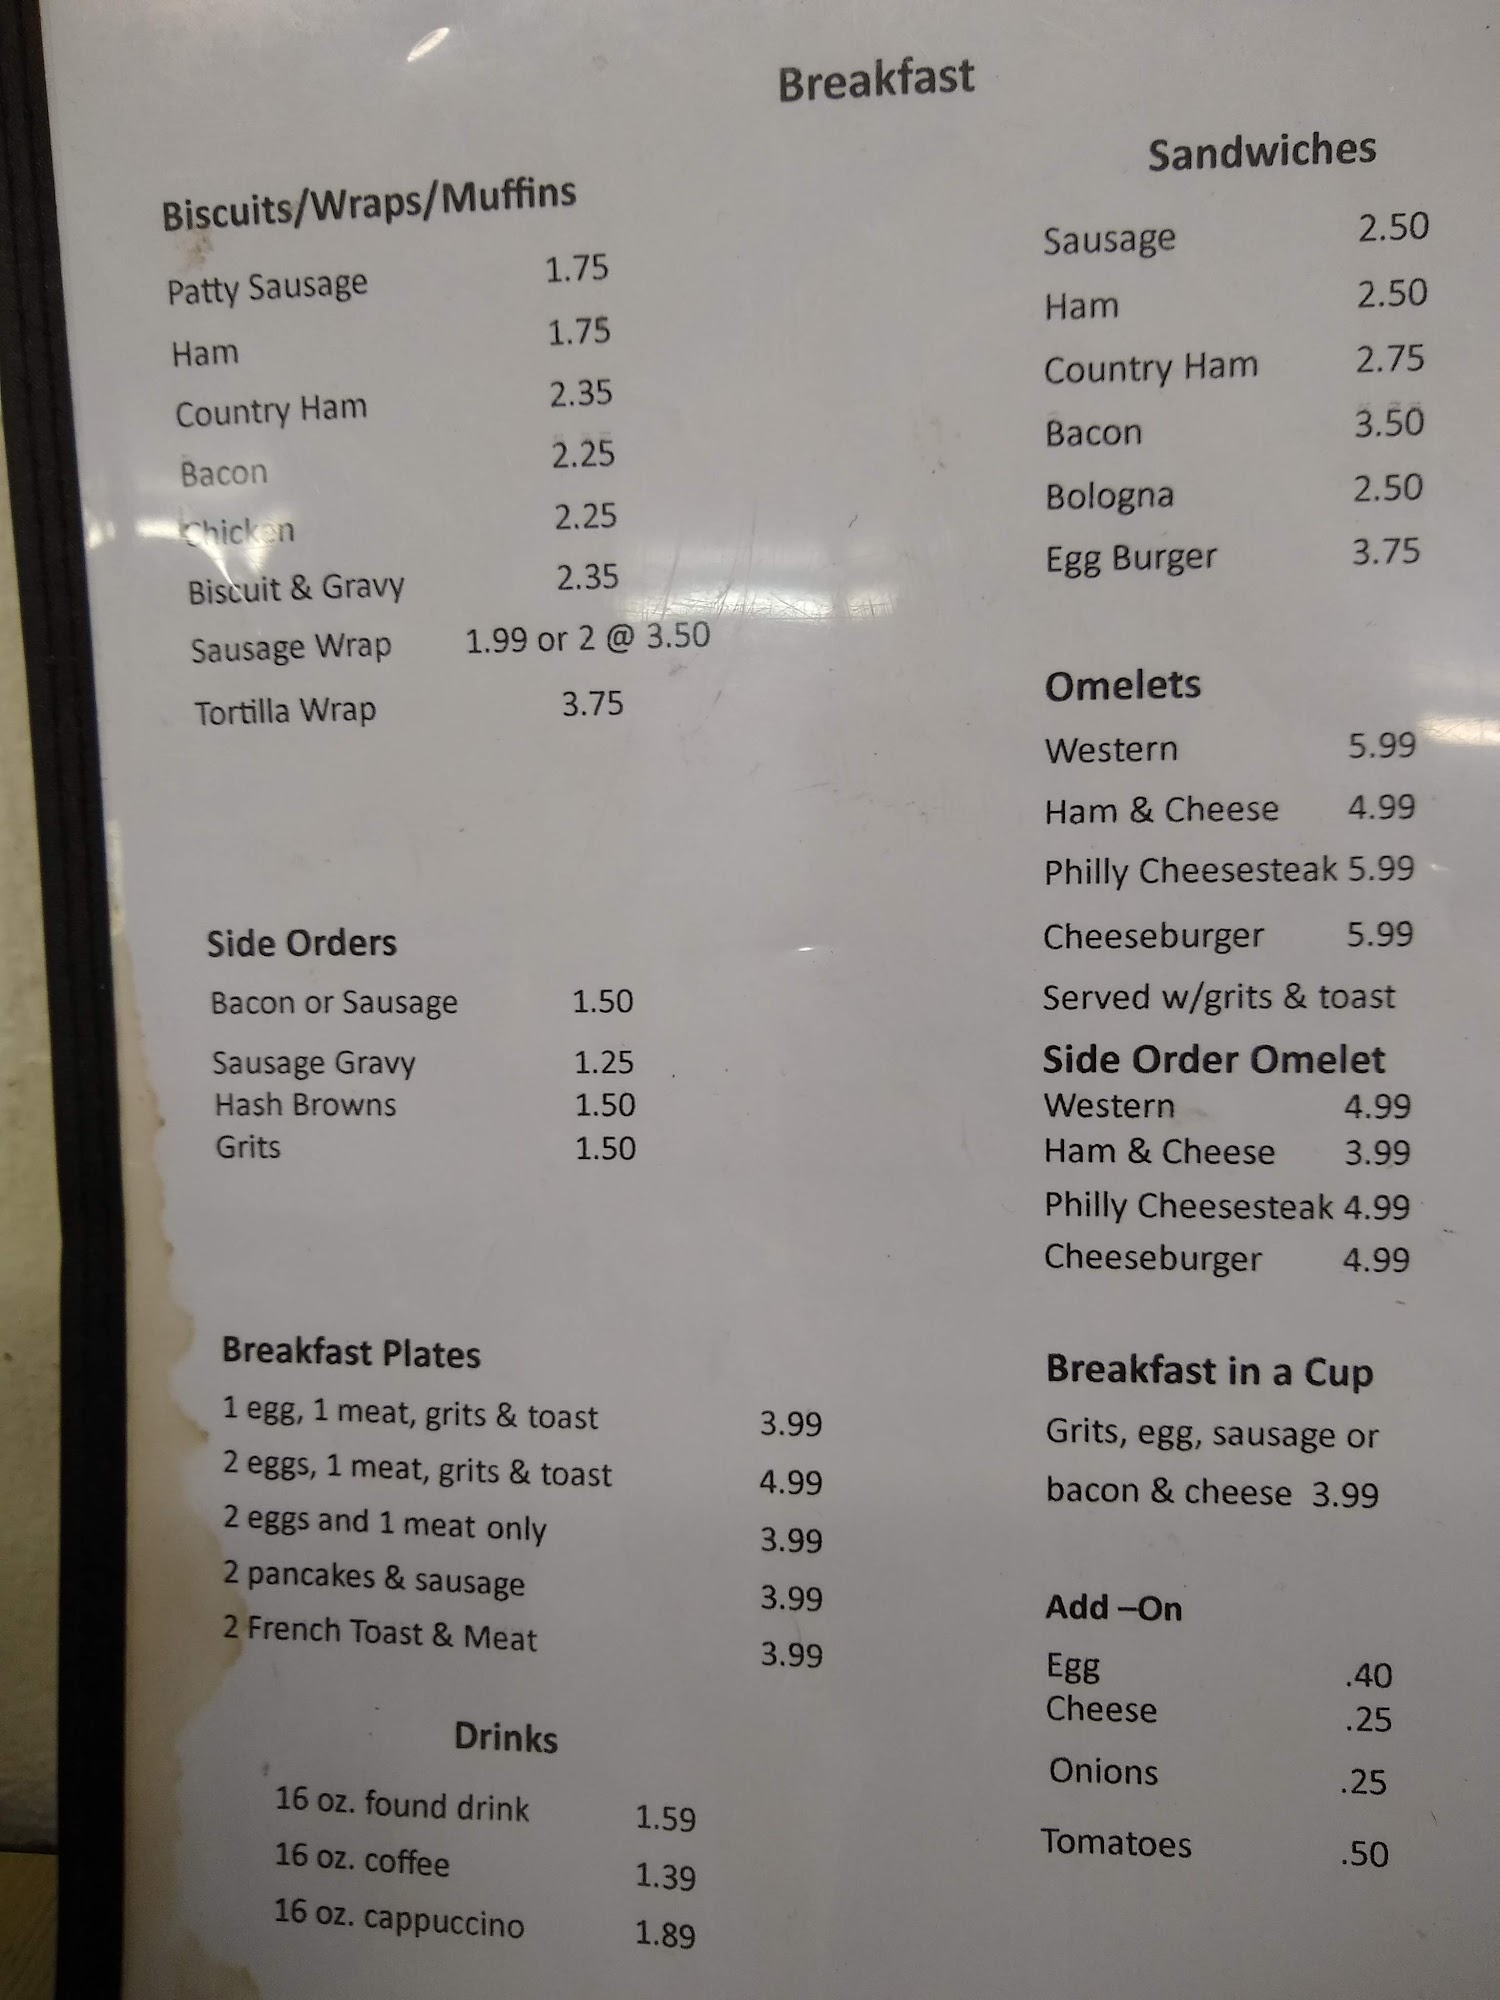 Breakfast
Biscuits/Wraps/Muffins
Patty Sausage 1.75
Ham 1.75
Country Ham 2.35
Bacon 2.25
Chicken 2.25
Biscuit & Gravy 2.35
Sausage Wrap 1.99 or 2 @ 3.50
Tortilla Wrap 3.75
Side Orders
Bacon or Sausage 1.50
Sausage Gravy 1.25
Hash Browns 1.50
Grits 1.50
Breakfast Plates
1 egg, 1 meat, grits & toast 3.99
2 eggs, 1 meat, grits & toast 4.99
2 eggs and 1 meat only 3.99
2 pancakes & sausage 3.99
2 French Toast & Meat 3.99
Drinks
16 oz. found drink 1.59
16 oz. coffee 1.39
16 oz. cappuccino 1.89
Sandwiches
Sausage 2.50
Ham 2.50
Country Ham 2.75
Bacon 3.50
Bologna 2.50
Egg Burger 3.75
Omelets
Western 5.99
Ham & Cheese 4.99
Philly Cheesesteak 5.99
Cheeseburger 5.99
Served w/grits & toast
Side Order Omelet
Western 4.99
Ham & Cheese 3.99
Philly Cheesesteak 4.99
Cheeseburger 4.99
Breakfast in a Cup
Grits, egg, sausage or
bacon & cheese 3.99
Add –On
Egg .40
Cheese .25
Onions .25
Tomatoes .50